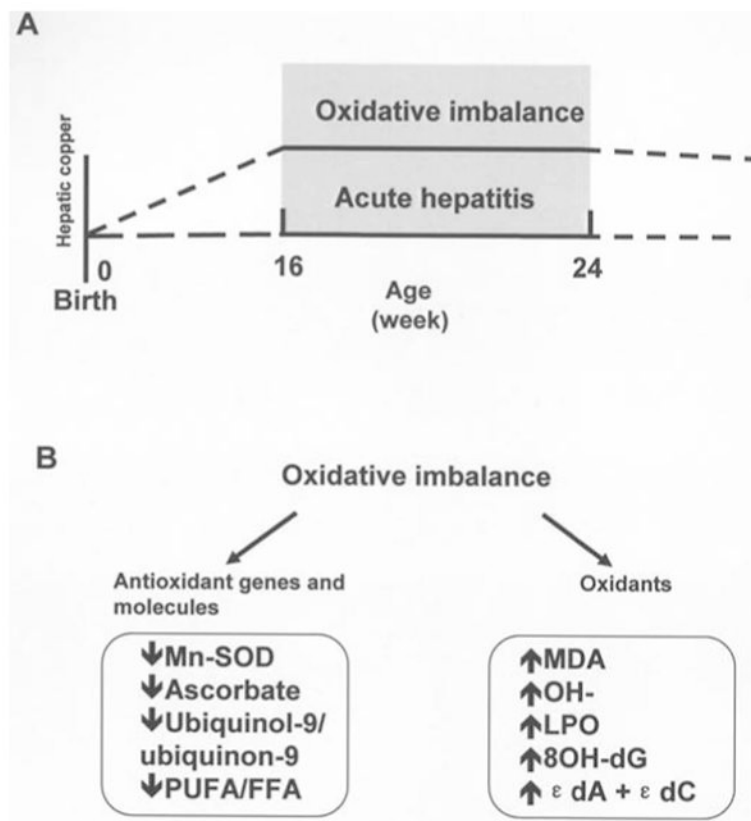 A
Hepatic copper
Oxidative imbalance
Acute hepatitis
0
16
24
Birth
Age
(week)
B
Oxidative imbalance
Antioxidant genes and
molecules
↓Mn-SOD
↓Ascorbate
↓Ubiquinol-9/
ubiquinon-9
↓PUFA/FFA
Oxidants
↑MDA
↑OH-
↑LPO
↑8OH-dG
↑ε dA + ε dC